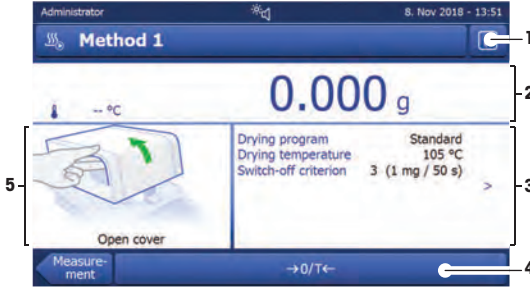 Administrator
8. Nov 2018 - 13:51
Method 1
1
-- °C
0.000 g
2
Drying program Standard
Drying temperature 105 °C
Switch-off criterion 3 (1 mg / 50 s)
>
3
5
Open cover
Measure-
ment
→0/T←
4